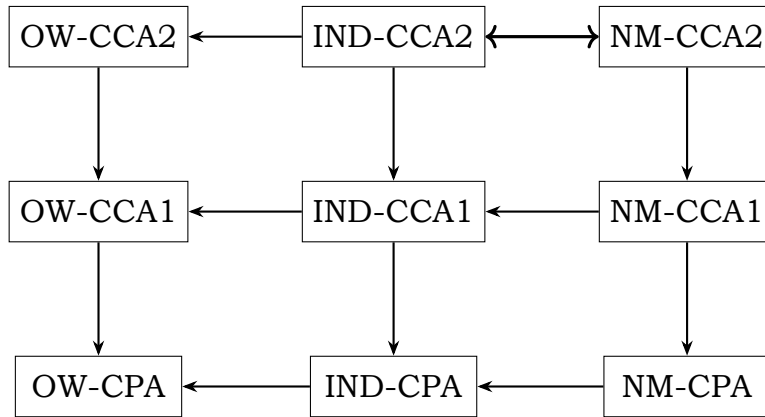 OW-CCA2 IND-CCA2 NM-CCA2
OW-CCA1 IND-CCA1 NM-CCA1
OW-CPA IND-CPA NM-CPA